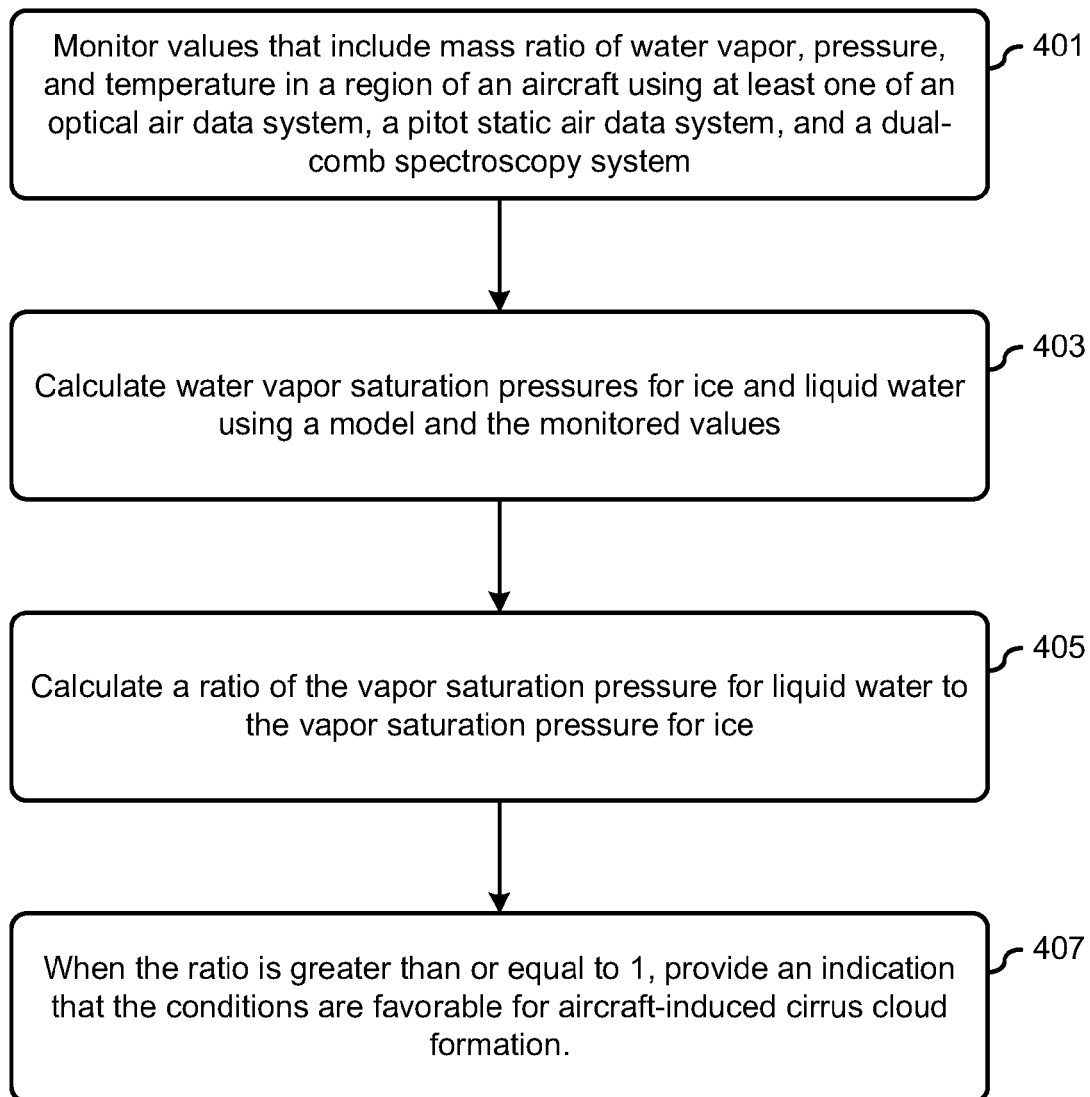 Monitor values that include mass ratio of water vapor, pressure,
and temperature in a region of an aircraft using at least one of an
optical air data system, a pitot static air data system, and a dual-
comb spectroscopy system
401
Calculate water vapor saturation pressures for ice and liquid water
using a model and the monitored values
403
Calculate a ratio of the vapor saturation pressure for liquid water to
the vapor saturation pressure for ice
405
When the ratio is greater than or equal to 1, provide an indication
that the conditions are favorable for aircraft-induced cirrus cloud
formation.
407